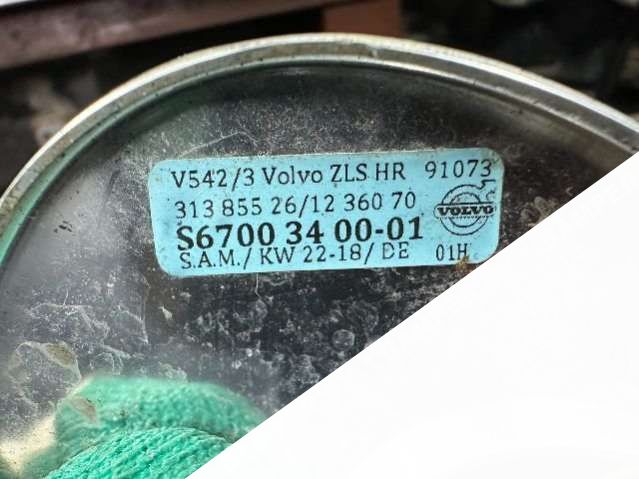 V542/3 Volvo ZLS HR 91073
313 855 26/12 360 70
VOLVO
S6700 34 00-01
S.A.M./ KW 22-18/ DE 01H